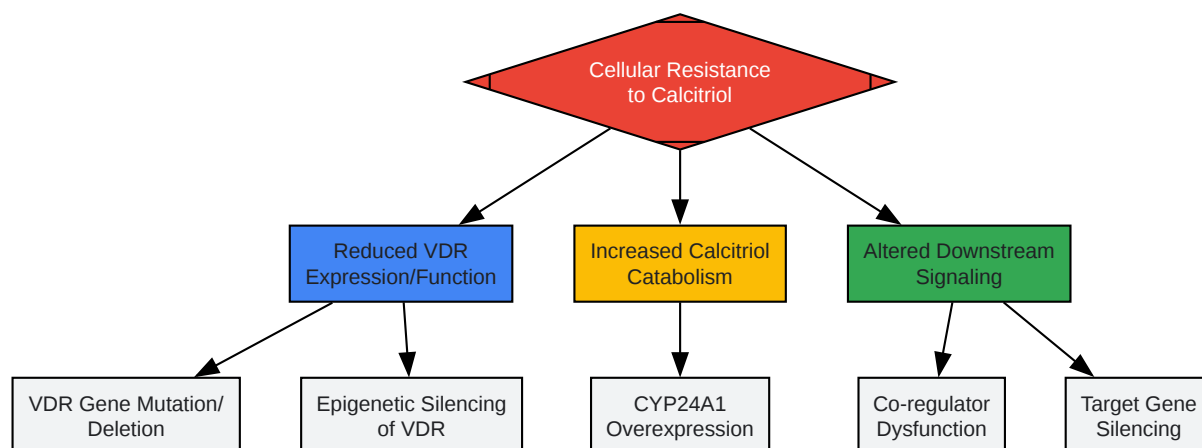 Cellular Resistance
to Calcitriol
Reduced VDR
Expression/Function
Increased Calcitriol
Catabolism
Altered Downstream
Signaling
VDR Gene Mutation/
Deletion
Epigenetic Silencing
of VDR
CYP24A1
Overexpression
Co-regulator
Dysfunction
Target Gene
Silencing